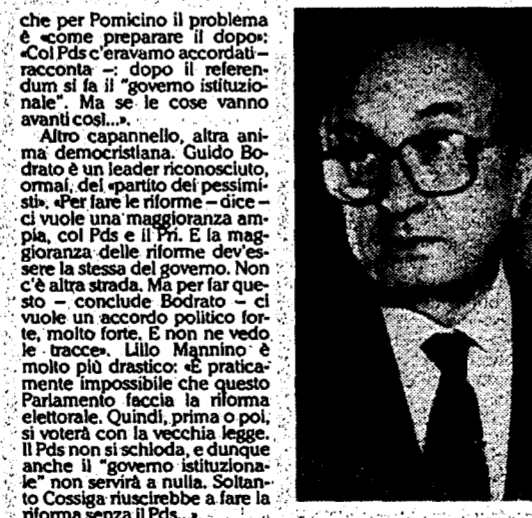 che per Pomicino il problema
è «come preparare il dopo»:
«Col Pds c'eravamo accordati –
racconta –: dopo il referen-
dum si fa il "governo istituzio-
nale". Ma se le cose vanno
avanti così...».
Altro capannello, altra ani-
ma democristiana. Guido Bo-
drato è un leader riconosciuto,
ormai, del «partito dei pessimi-
sti». «Per fare le riforme – dice –
ci vuole una maggioranza am-
pia, col Pds e il Pri. E la mag-
gioranza delle riforme dev'es-
sere la stessa del governo. Non
c'è altra strada. Ma per far que-
sto – conclude Bodrato – ci
vuole un accordo politico for-
te, molto forte. E non ne vedo
le tracce». Lillo Mannino è
molto più drastico: «È pratica-
mente impossibile che questo
Parlamento faccia la riforma
elettorale. Quindi, prima o poi,
si voterà con la vecchia legge.
Il Pds non si schioda, e dunque
anche il "governo istituziona-
le" non servirà a nulla. Soltan-
to Cossiga riuscirebbe a fare la
riforma senza il Pds...».